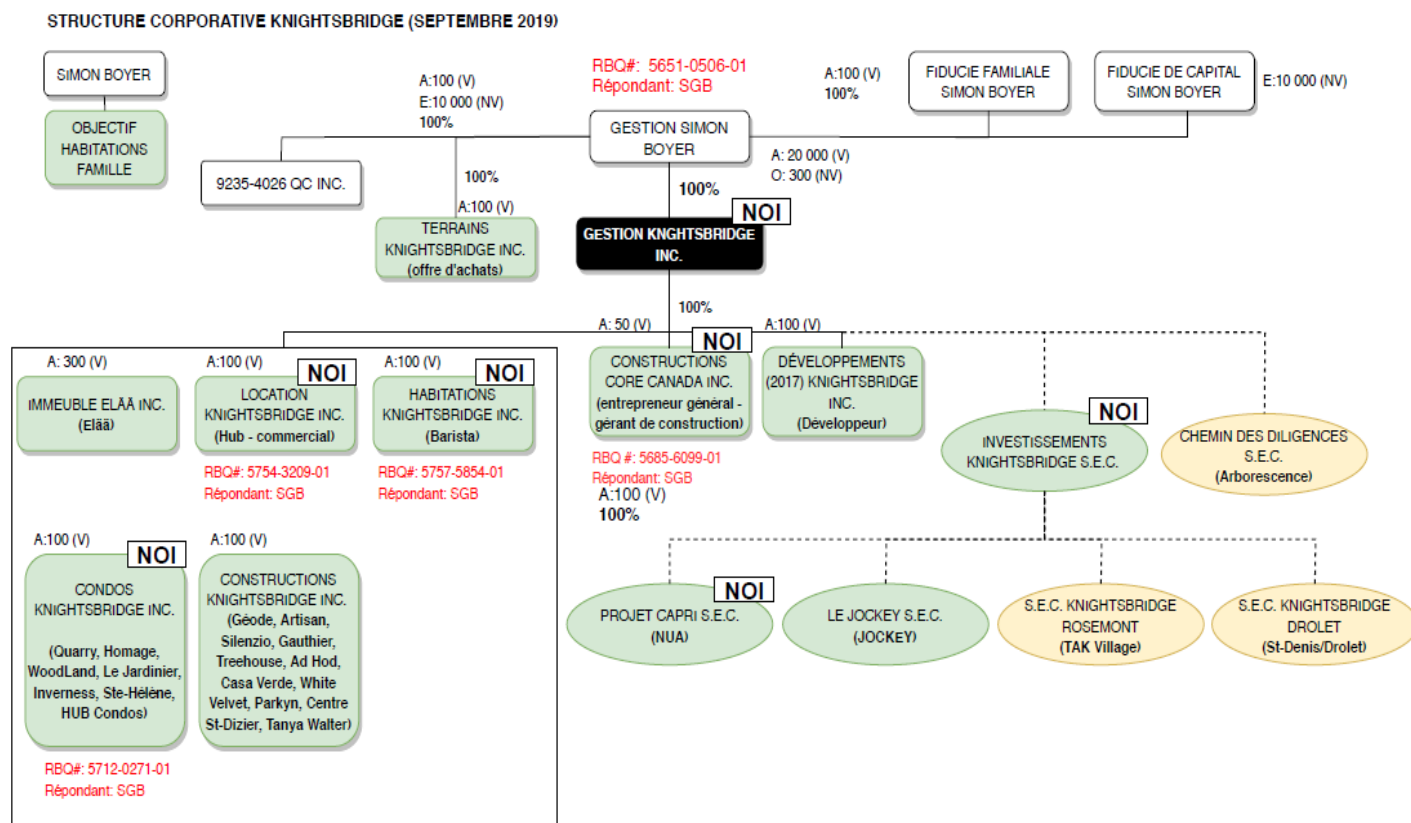 STRUCTURE CORPORATIVE KNIGHTSBRIDGE (SEPTEMBRE 2019)
SIMON BOYER
OBJECTIF
HABITATIONS
FAMILLE
A:100 (V)
E:10 000 (NV)
100%
RBQ#: 5651-0506-01
Répondant: SGB
GESTION SIMON
BOYER
A:100 (V)
100%
FIDUCIE FAMILIALE
SIMON BOYER
FIDUCIE DE CAPITAL
SIMON BOYER
E:10 000 (NV)
A: 20 000 (V)
O: 300 (NV)
9235-4026 QC INC.
100%
A:100 (V)
TERRAINS
KNIGHTSBRIDGE INC.
(offre d'achats)
100%
NOI
GESTION KNGHTSBRIDGE
INC.
100%
A: 300 (V)
IMMEUBLE ELÄÄ INC.
(Elää)
A:100 (V)
NOI
LOCATION
KNIGHTSBRIDGE INC.
(Hub - commercial)
RBQ#: 5754-3209-01
Répondant: SGB
A:100 (V)
NOI
HABITATIONS
KNIGHTSBRIDGE INC.
(Barista)
RBQ#: 5757-5854-01
Répondant: SGB
A: 50 (V)
NOI
CONSTRUCTIONS
CORE CANADA INC.
(entrepreneur général -
gérant de construction)
RBQ #: 5685-6099-01
Répondant: SGB
A:100 (V)
100%
A:100 (V)
DÉVELOPPEMENTS
(2017) KNIGHTSBRIDGE
INC.
(Développeur)
NOI
INVESTISSEMENTS
KNIGHTSBRIDGE S.E.C.
CHEMIN DES DILIGENCES
S.E.C.
(Arborescence)
A:100 (V)
NOI
CONDOS
KNIGHTSBRIDGE INC.
(Quarry, Homage,
WoodLand, Le Jardinier,
Inverness, Ste-Hélène,
HUB Condos)
RBQ#: 5712-0271-01
Répondant: SGB
A:100 (V)
CONSTRUCTIONS
KNIGHTSBRIDGE INC.
(Géode, Artisan,
Silenzio, Gauthier,
Treehouse, Ad Hod,
Casa Verde, White
Velvet, Parkyn, Centre
St-Dizier, Tanya Walter)
NOI
PROJET CAPRI S.E.C.
(NUA)
LE JOCKEY S.E.C.
(JOCKEY)
S.E.C. KNIGHTSBRIDGE
ROSEMONT
(TAK Village)
S.E.C. KNIGHTSBRIDGE
DROLET
(St-Denis/Drolet)